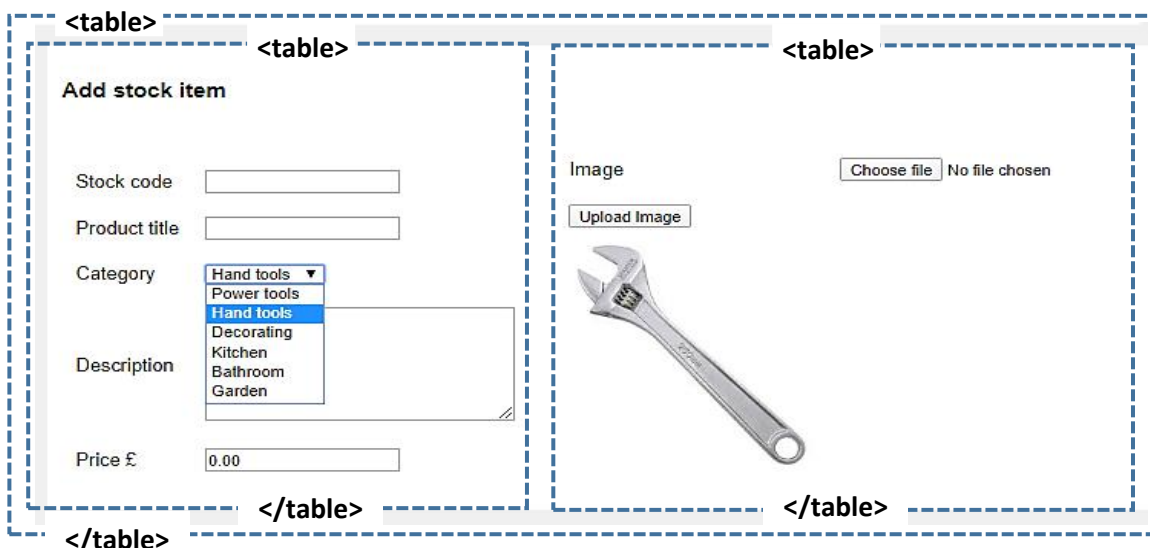 <table>
<table>
<table>
Add stock item
Stock code
Product title
Category
Hand tools ▼
Power tools
Hand tools
Decorating
Kitchen
Bathroom
Garden
Description
Price £
0.00
Image
Choose file No file chosen
Upload Image
</table>
</table>
</table>